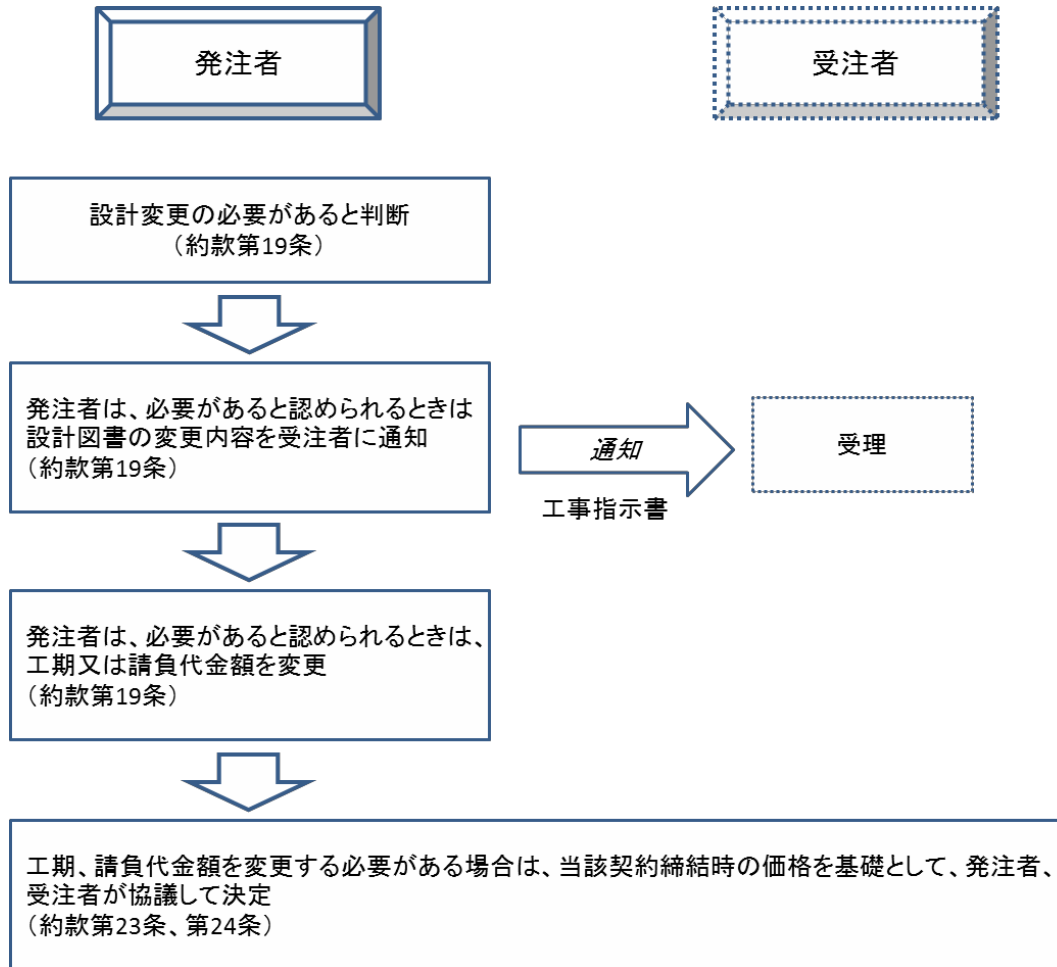 発注者
受注者
設計変更の必要があると判断
（約款第19条）
発注者は、必要があると認められるときは
設計図書の変更内容を受注者に通知
（約款第19条）
通知
工事指示書
受理
発注者は、必要があると認められるときは、
工期又は請負代金額を変更
（約款第19条）
工期、請負代金額を変更する必要がある場合は、当該契約締結時の価格を基礎として、発注者、
受注者が協議して決定
（約款第23条、第24条）